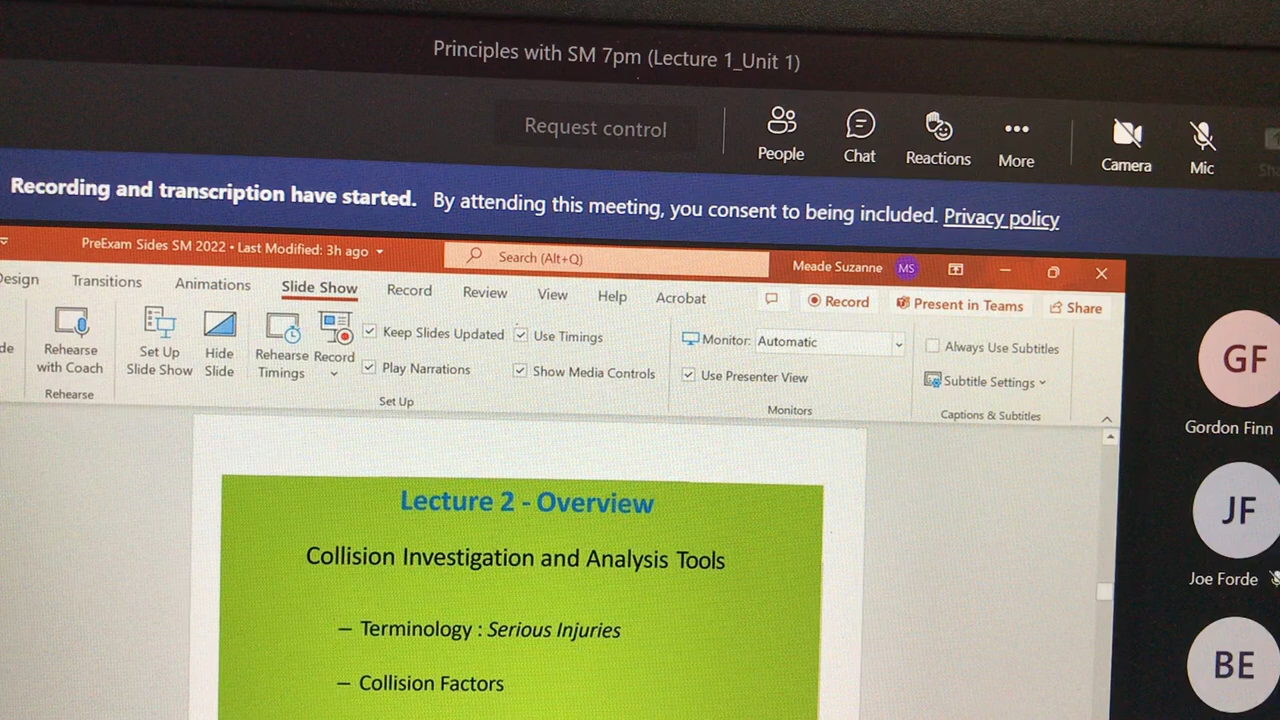 Principles with SM 7pm (Lecture 1_Unit 1)
Request control
People
Chat
Reactions
More
Camera
Mic
Recording and transcription have started. By attending this meeting, you consent to being included. Privacy policy
PreExam Sides SM 2022 • Last Modified: 3h ago
Search (Alt+Q)
Meade Suzanne
MS
Transitions
Animations
Slide Show
Record
Review
View
Help
Acrobat
Record
Present in Teams
Share
Rehearse
with Coach
Rehearse
Set Up
Slide Show
Hide
Slide
Rehearse
Timings
Record
Keep Slides Updated
Play Narrations
Use Timings
Show Media Controls
Set Up
Monitor: Automatic
Use Presenter View
Monitors
Always Use Subtitles
Subtitle Settings
Captions & Subtitles
Lecture 2 - Overview
Collision Investigation and Analysis Tools
– Terminology : Serious Injuries
– Collision Factors
GF
Gordon Finn
JF
Joe Forde
BE